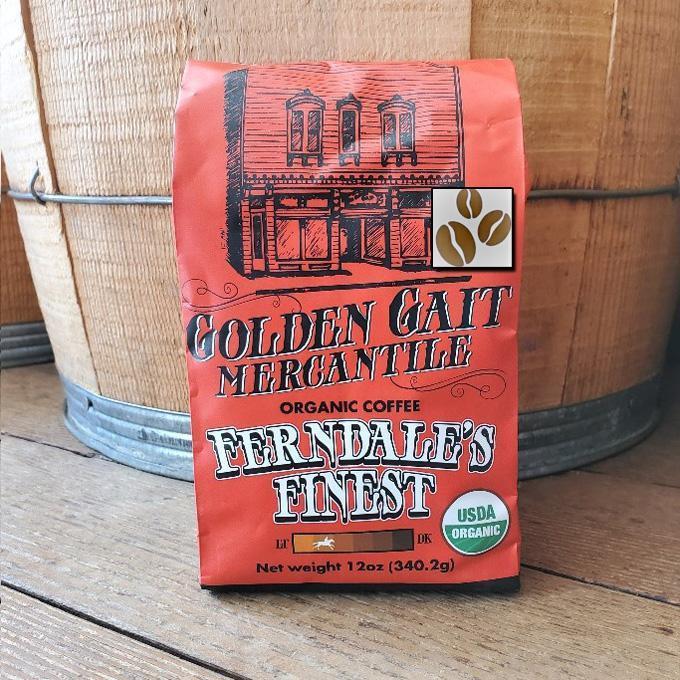 GOLDEN GAIT
MERCANTILE
ORGANIC COFFEE
FERNDALE'S
FINEST
LT DK
USDA
ORGANIC
Net weight 12oz (340.2g)